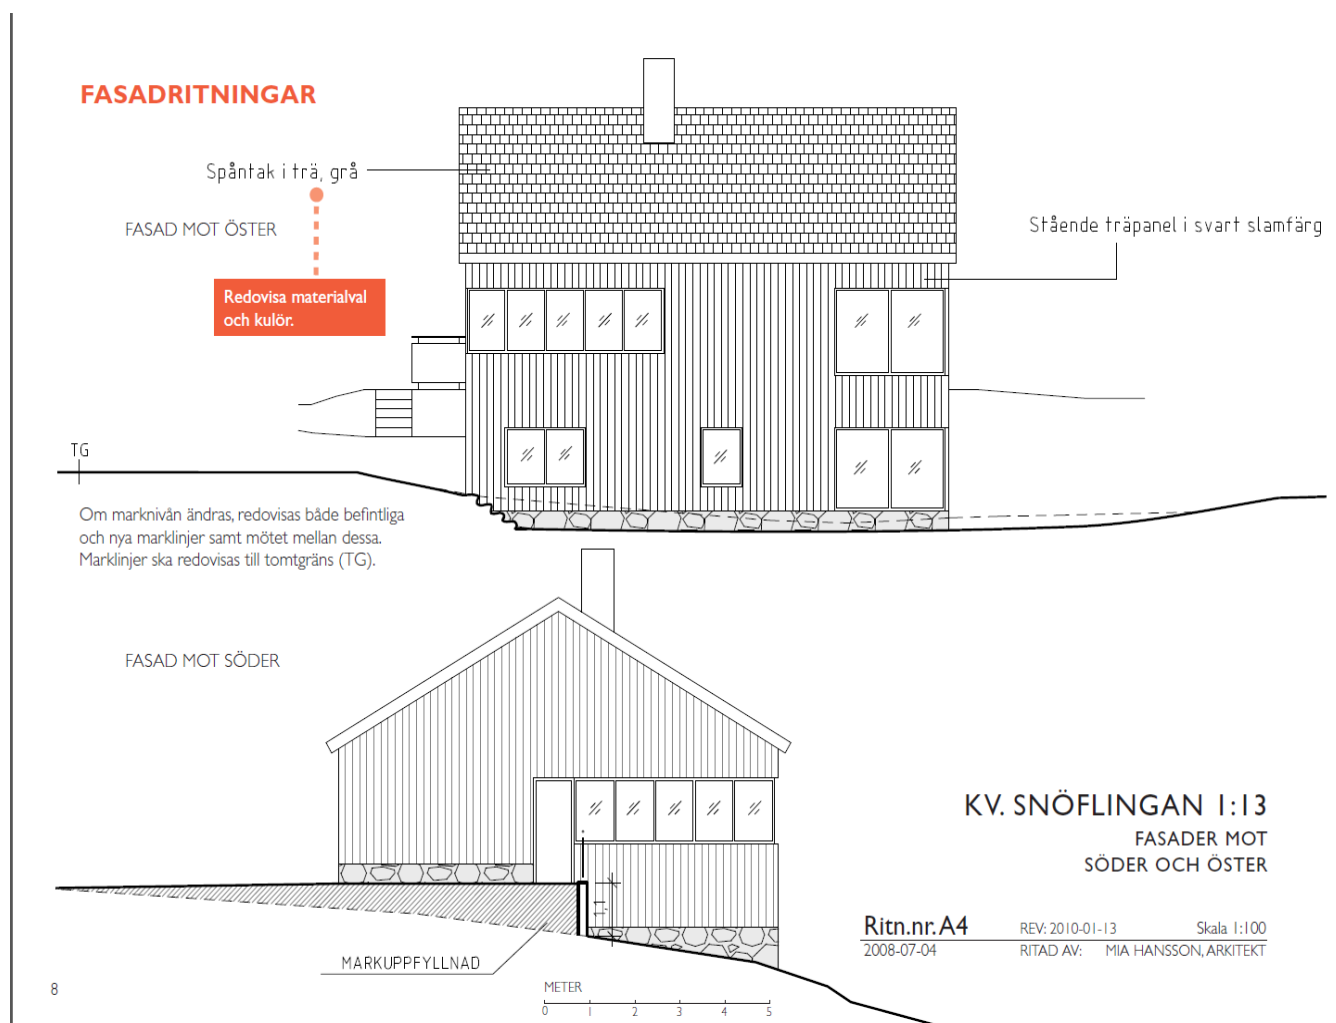 FASADRITNINGAR
Spåntak i trä, grå
FASAD MOT ÖSTER
Stående träpanel i svart slamfärg
Redovisa materialval
och kulör.
TG
Om marknivån ändras, redovisas både befintliga
och nya marklinjer samt mötet mellan dessa.
Marklinjer ska redovisas till tomtgräns (TG).
FASAD MOT SÖDER
KV. SNÖFLINGAN 1:13
FASADER MOT
SÖDER OCH ÖSTER
1,1
Ritn.nr. A4
REV: 2010-01-13
Skala 1:100
2008-07-04
RITAD AV:
MIA HANSSON, ARKITEKT
MARKUPPFYLLNAD
METER
0 1 2 3 4 5
8